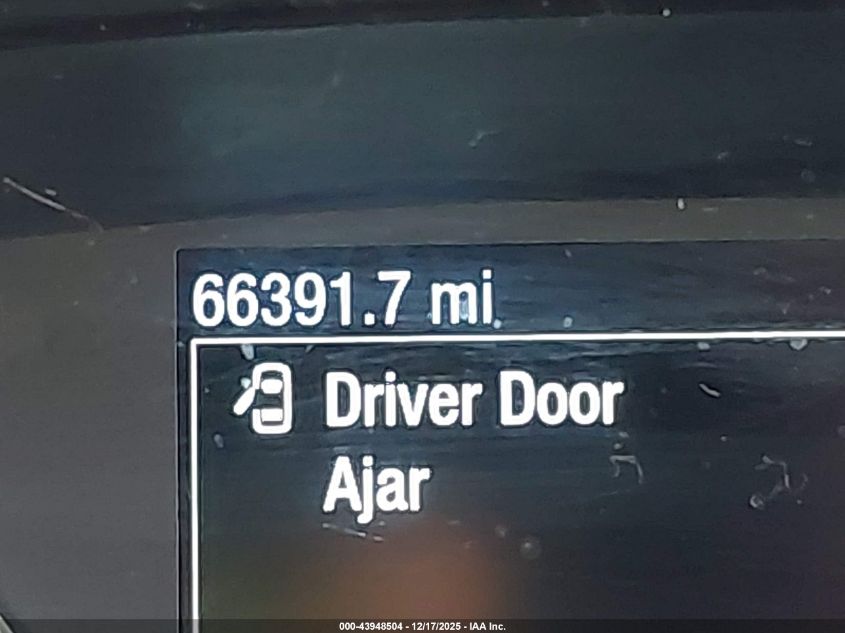 66391.7 mi
Driver Door
Ajar
000-43948504 - 12/17/2025 - IAA Inc.